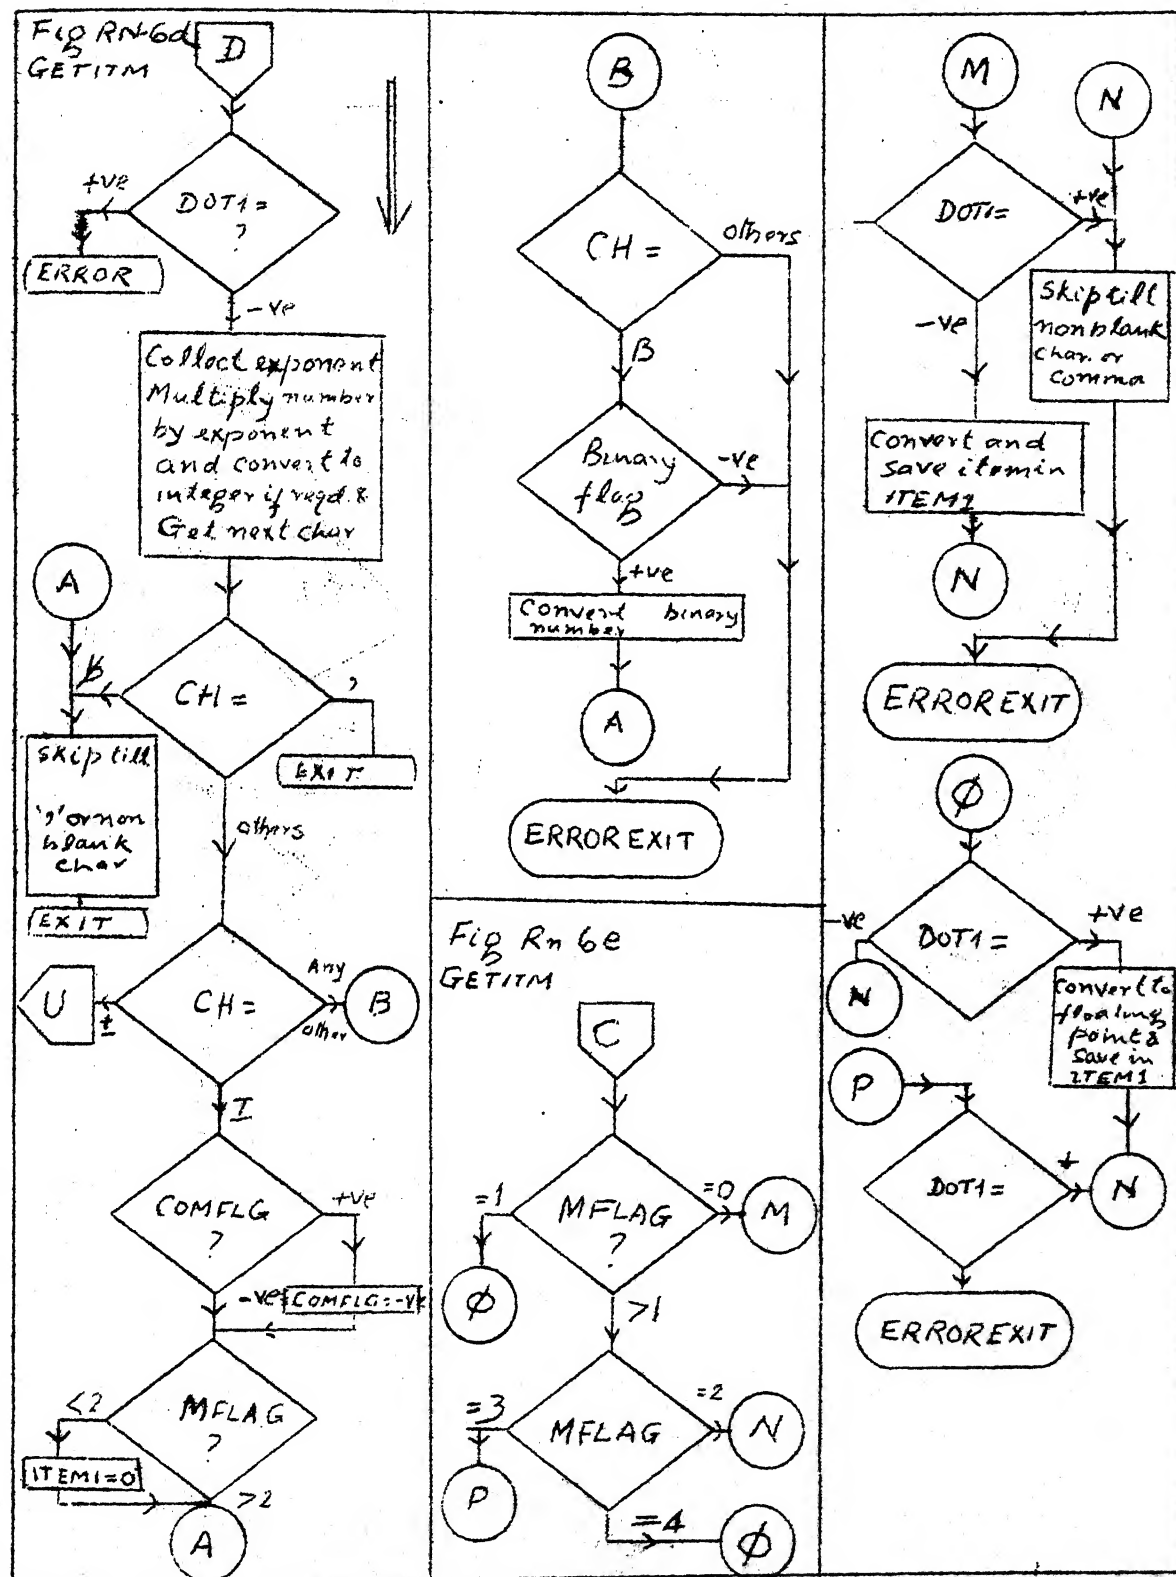 Fig RN-6d
GETITM
D
DOT1=
?
+ve
(ERROR
-ve
Collect exponent
Multiply number
by exponent
and convert to
integer if reqd. &
Get next char
A
CH=
ɓ
,
Skip till
',' or non
blank
char
(EXIT
EXIT
others
CH=
U
±
Any
other
B
I
COMFLG
?
+ve
-ve
COMFLG=-ve
MFLAG
?
<2
ITEM1=0
>2
A
B
CH=
others
B
Binary
flag
-ve
+ve
Convert binary
number
A
ERROR EXIT
Fig Rn 6e
GETITM
C
MFLAG
?
=1
=0
M
Ø
>1
MFLAG
=3
=2
N
P
=4
Ø
M
N
DOT1=
+ve
-ve
Skip till
nonblank
char. or
comma
Convert and
save item in
ITEM1
N
ERROR EXIT
Ø
DOT1=
-ve
+ve
N
Convert to
floating
point &
save in
ITEM1
P
DOT1=
+
N
ERROR EXIT